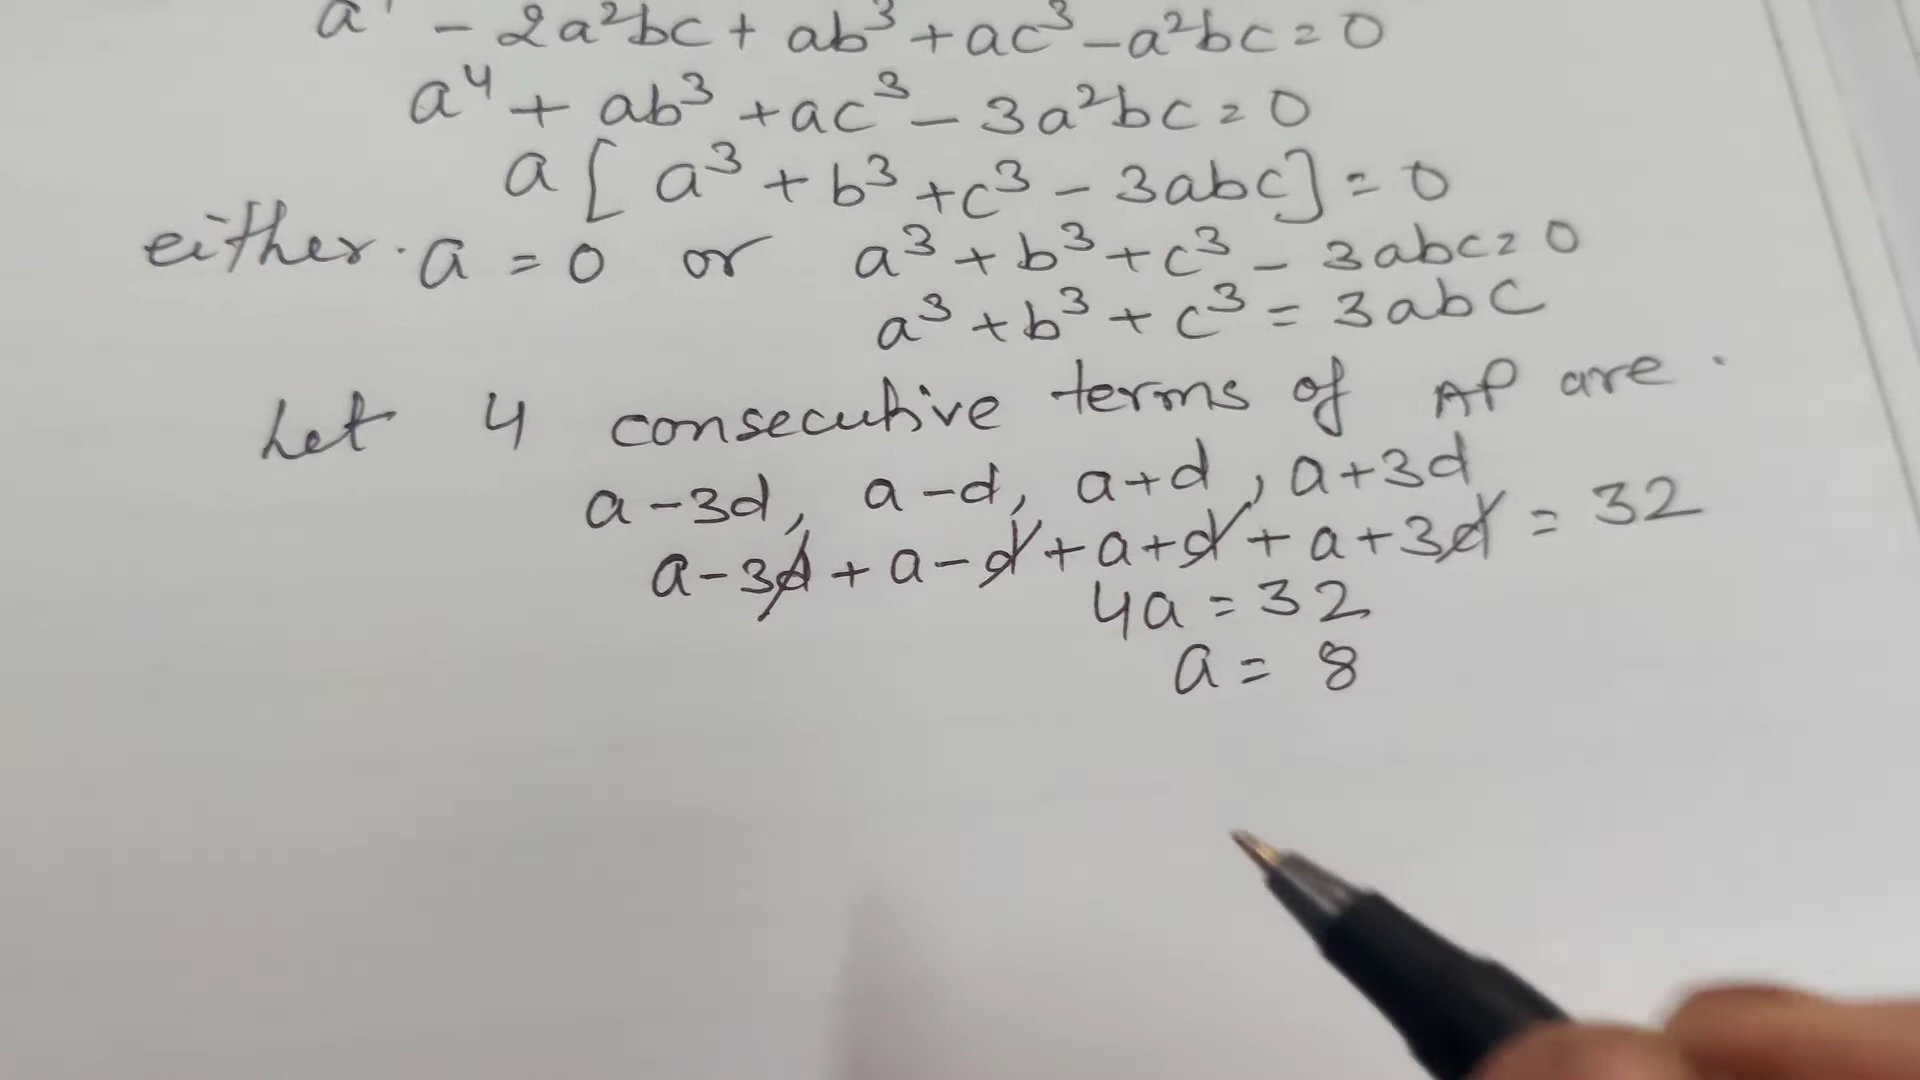 a⁴ - 2a²bc + ab³ + ac³ - a²bc = 0
a⁴ + ab³ + ac³ - 3a²bc = 0
a [ a³ + b³ + c³ - 3abc ] = 0
either. a = 0 or a³ + b³ + c³ - 3abc = 0
a³ + b³ + c³ = 3abc
Let 4 consecutive terms of AP are.
a-3d, a-d, a+d, a+3d
a-3d + a-d + a+d + a+3d = 32
4a = 32
a = 8